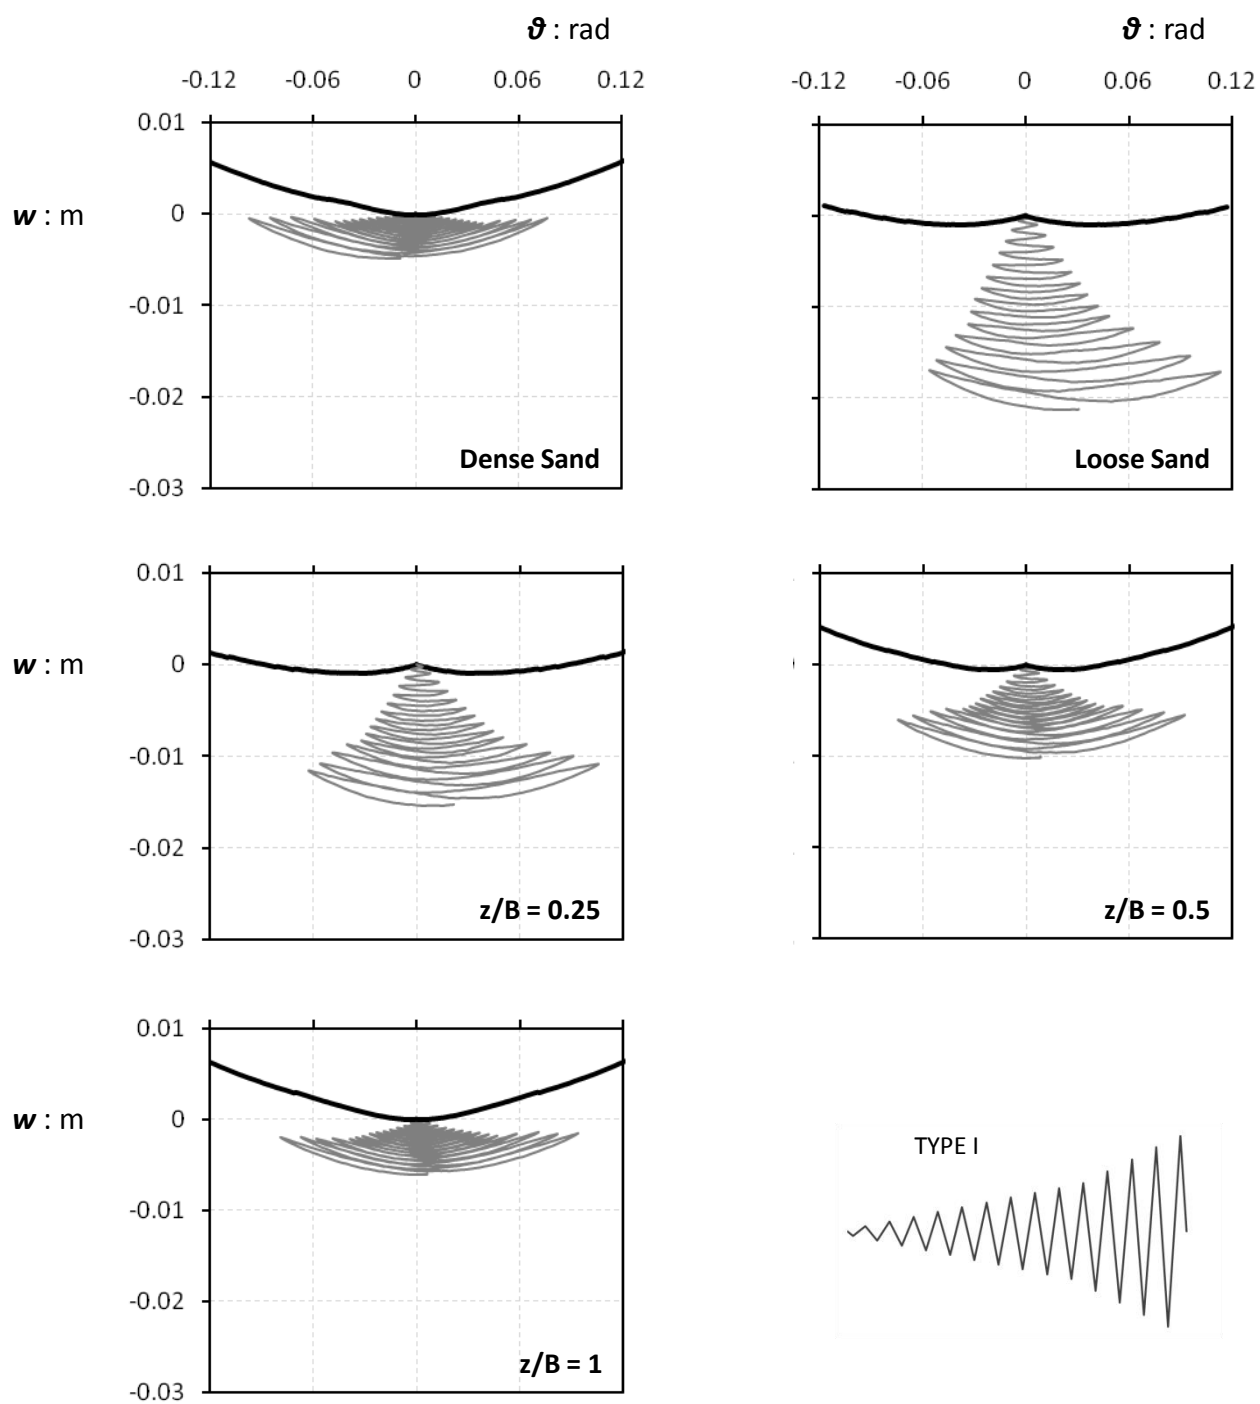 ϑ : rad
ϑ : rad
-0.12 -0.06 0 0.06 0.12
-0.12 -0.06 0 0.06 0.12
0.01
0
-0.01
-0.02
-0.03
w : m
Dense Sand
Loose Sand
0.01
0
-0.01
-0.02
-0.03
w : m
z/B = 0.25
z/B = 0.5
0.01
0
-0.01
-0.02
-0.03
w : m
z/B = 1
TYPE I